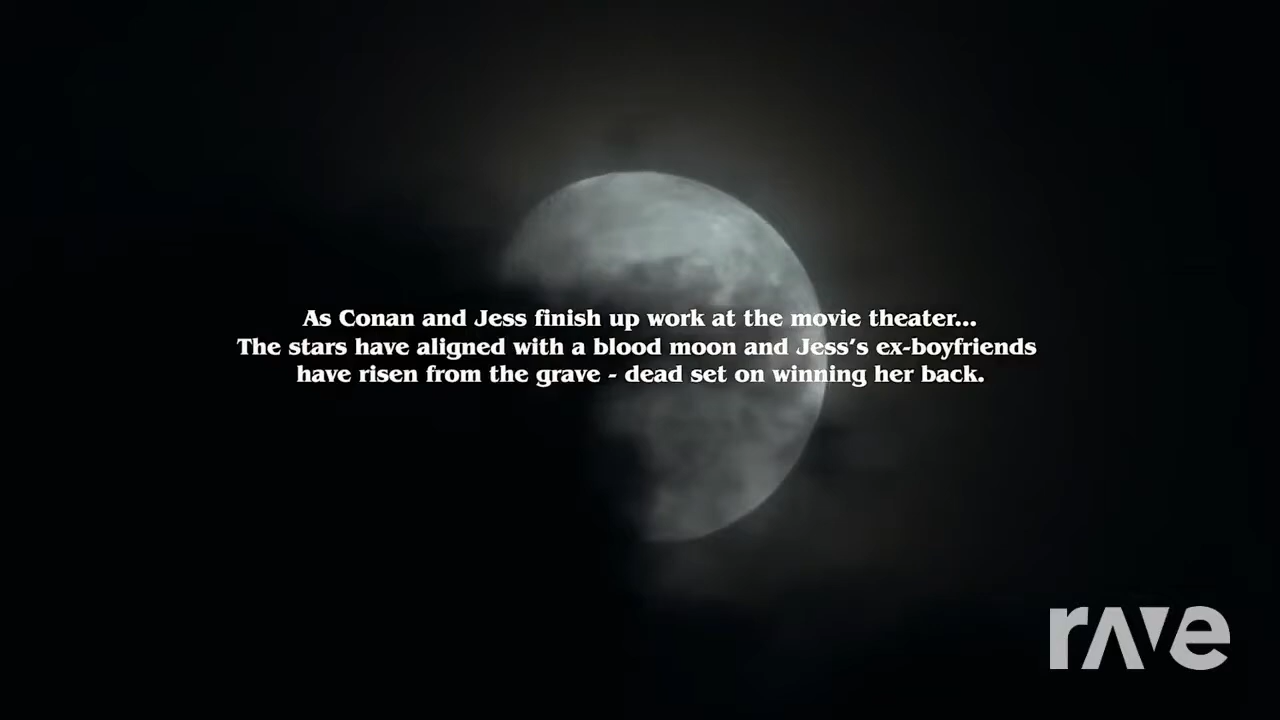 As Conan and Jess finish up work at the movie theater...
The stars have aligned with a blood moon and Jess's ex-boyfriends
have risen from the grave - dead set on winning her back.
rave